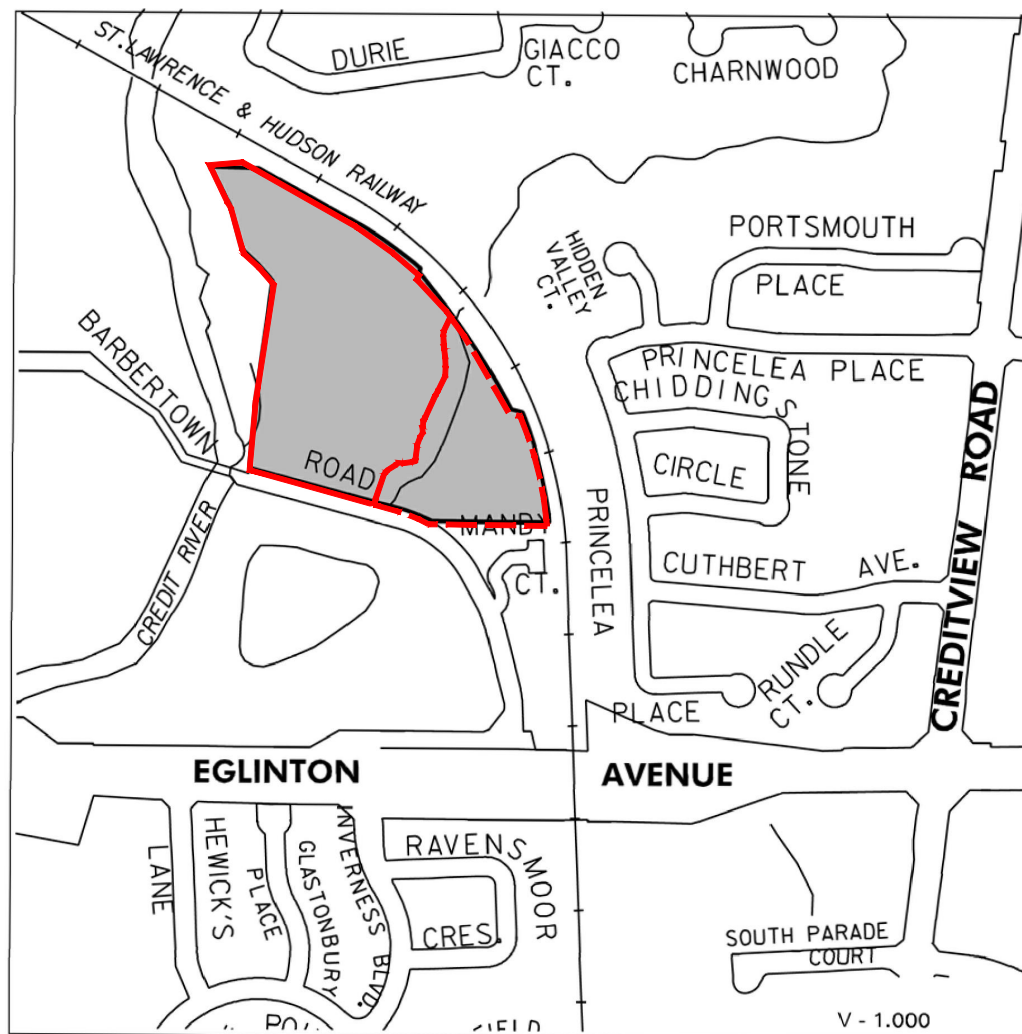 ST.LAWRENCE & HUDSON RAILWAY
DURIE
GIACCO
CT.
CHARNWOOD
PORTSMOUTH
PLACE
HIDDEN
VALLEY
CT.
BARBERTOWN
ROAD
PRINCELEA PLACE
CHIDDINGSTONE
CIRCLE
CREDITVIEW ROAD
CREDIT RIVER
MANDY
CT.
PRINCELEA
PLACE
CUTHBERT AVE.
RUNDLE
CT.
EGLINTON AVENUE
HEWICK'S
LANE
GLASTONBURY
PLACE
INVERNESS BLVD.
RAVENSMOOR
CRES.
SOUTH PARADE
COURT
V - 1.000